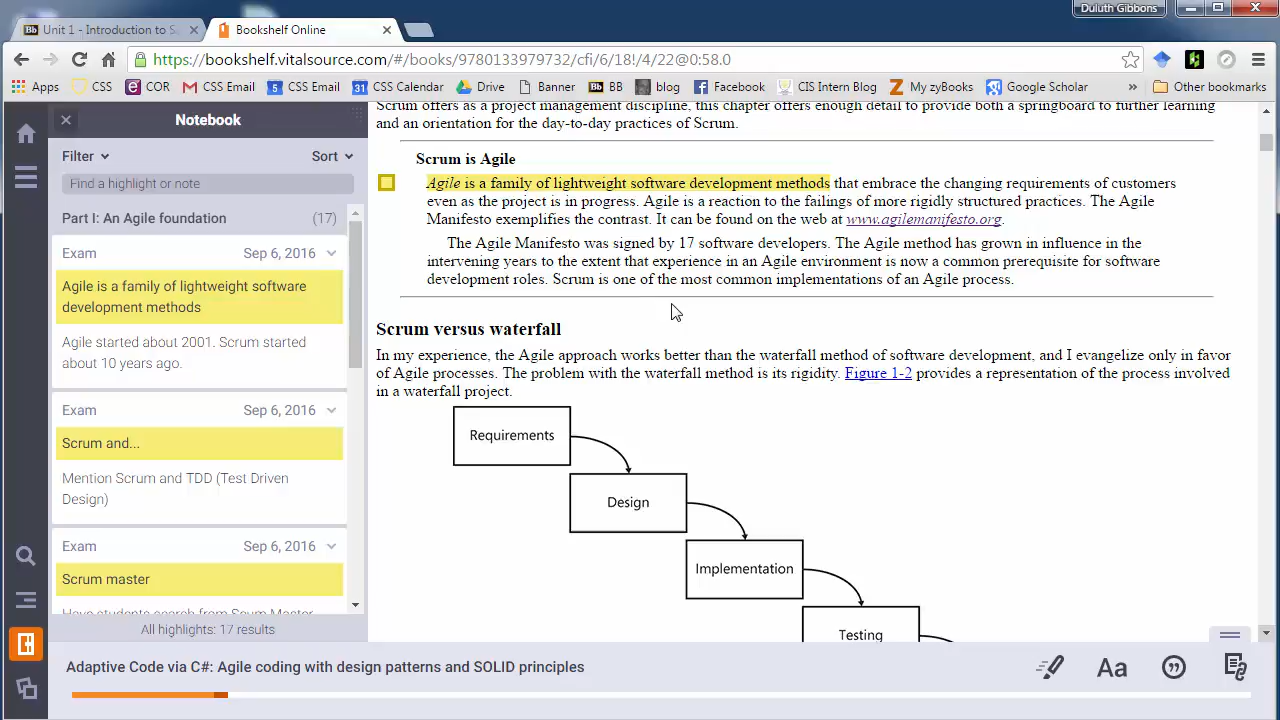 Duluth Gibbons
Unit 1 - Introduction to S
Bookshelf Online
https://bookshelf.vitalsource.com/#/books/9780133979732/cfi/6/18!/4/22@0:58.0
Apps CSS COR CSS Email CSS Email CSS Calendar Drive Banner BB blog Facebook CIS Intern Blog My zyBooks Google Scholar » Other bookmarks
Notebook
Filter Sort
Find a highlight or note
Part I: An Agile foundation (17)
Exam Sep 6, 2016
Agile is a family of lightweight software
development methods
Agile started about 2001. Scrum started
about 10 years ago.
Exam Sep 6, 2016
Scrum and...
Mention Scrum and TDD (Test Driven
Design)
Exam Sep 6, 2016
Scrum master
Have students search from Scum Master
All highlights: 17 results
Scrum offers as a project management discipline, this chapter offers enough detail to provide both a springboard to further learning
and an orientation for the day-to-day practices of Scrum.
Scrum is Agile
Agile is a family of lightweight software development methods that embrace the changing requirements of customers
even as the project is in progress. Agile is a reaction to the failings of more rigidly structured practices. The Agile
Manifesto exemplifies the contrast. It can be found on the web at www.agilemanifesto.org.
The Agile Manifesto was signed by 17 software developers. The Agile method has grown in influence in the
intervening years to the extent that experience in an Agile environment is now a common prerequisite for software
development roles. Scrum is one of the most common implementations of an Agile process.
Scrum versus waterfall
In my experience, the Agile approach works better than the waterfall method of software development, and I evangelize only in favor
of Agile processes. The problem with the waterfall method is its rigidity. Figure 1-2 provides a representation of the process involved
in a waterfall project.
Requirements
Design
Implementation
Testing
Adaptive Code via C#: Agile coding with design patterns and SOLID principles
Aa